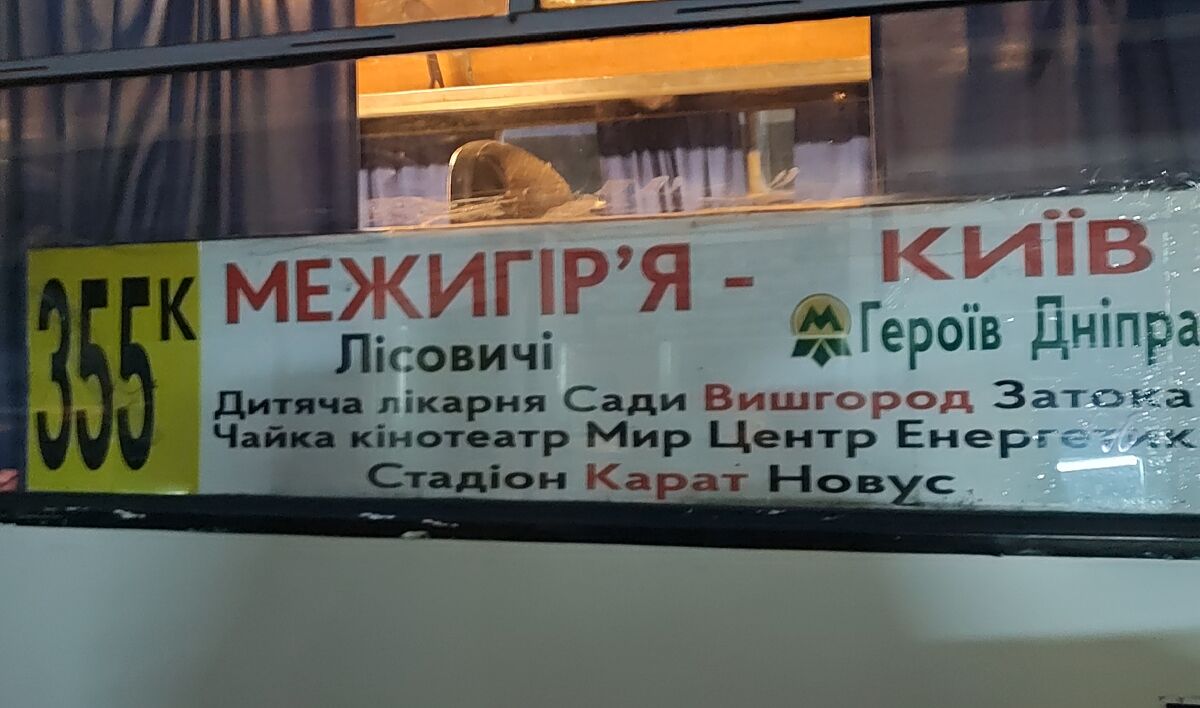 355К
МЕЖИГІР’Я - КИЇВ
Лісовичі М Героїв Дніпра
Дитяча лікарня Сади Вишгород Затока
Чайка кінотеатр Мир Центр Енергетик
Стадіон Карат Новус